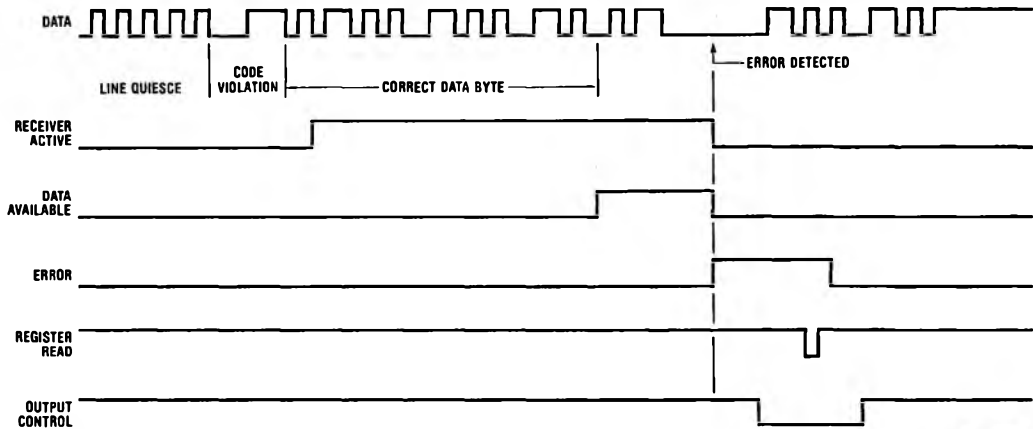 DATA
ERROR DETECTED
LINE QUIESCE
CODE
VIOLATION
CORRECT DATA BYTE
RECEIVER
ACTIVE
DATA
AVAILABLE
ERROR
REGISTER
READ
OUTPUT
CONTROL